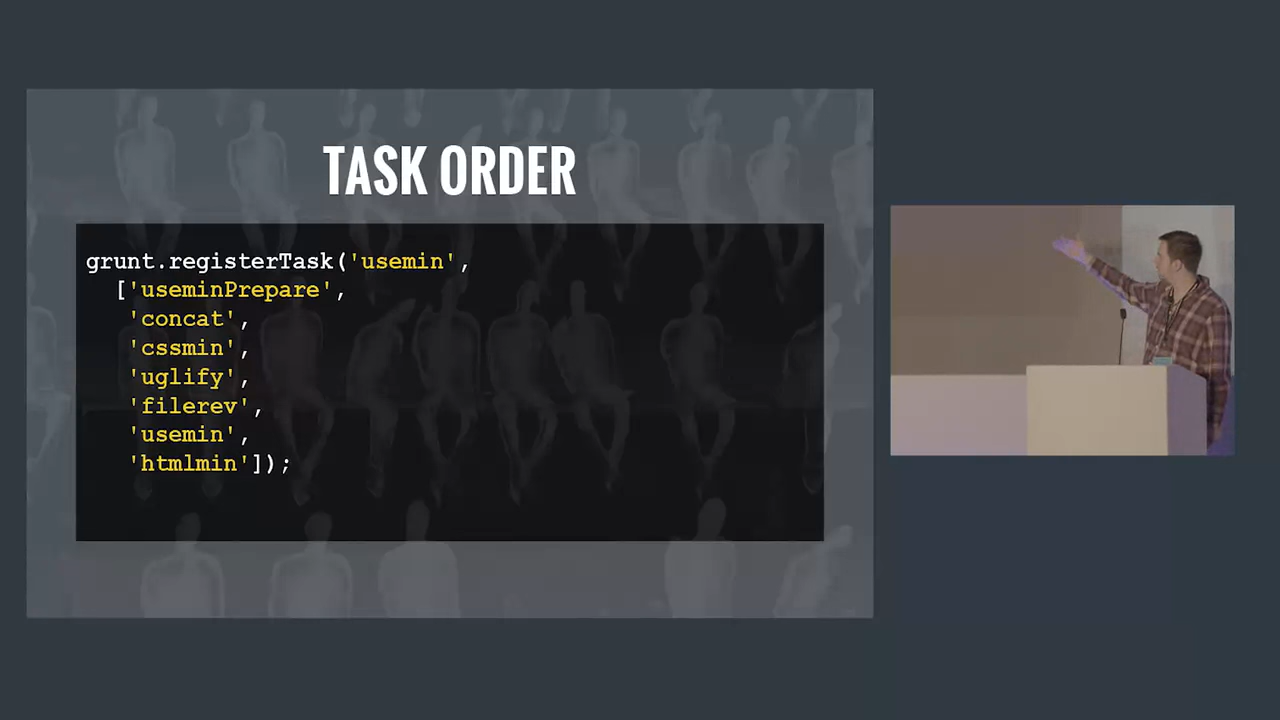 TASK ORDER
grunt.registerTask('usemin',
['useminPrepare',
'concat',
'cssmin',
'uglify',
'filerev',
'usemin',
'htmlmin']);